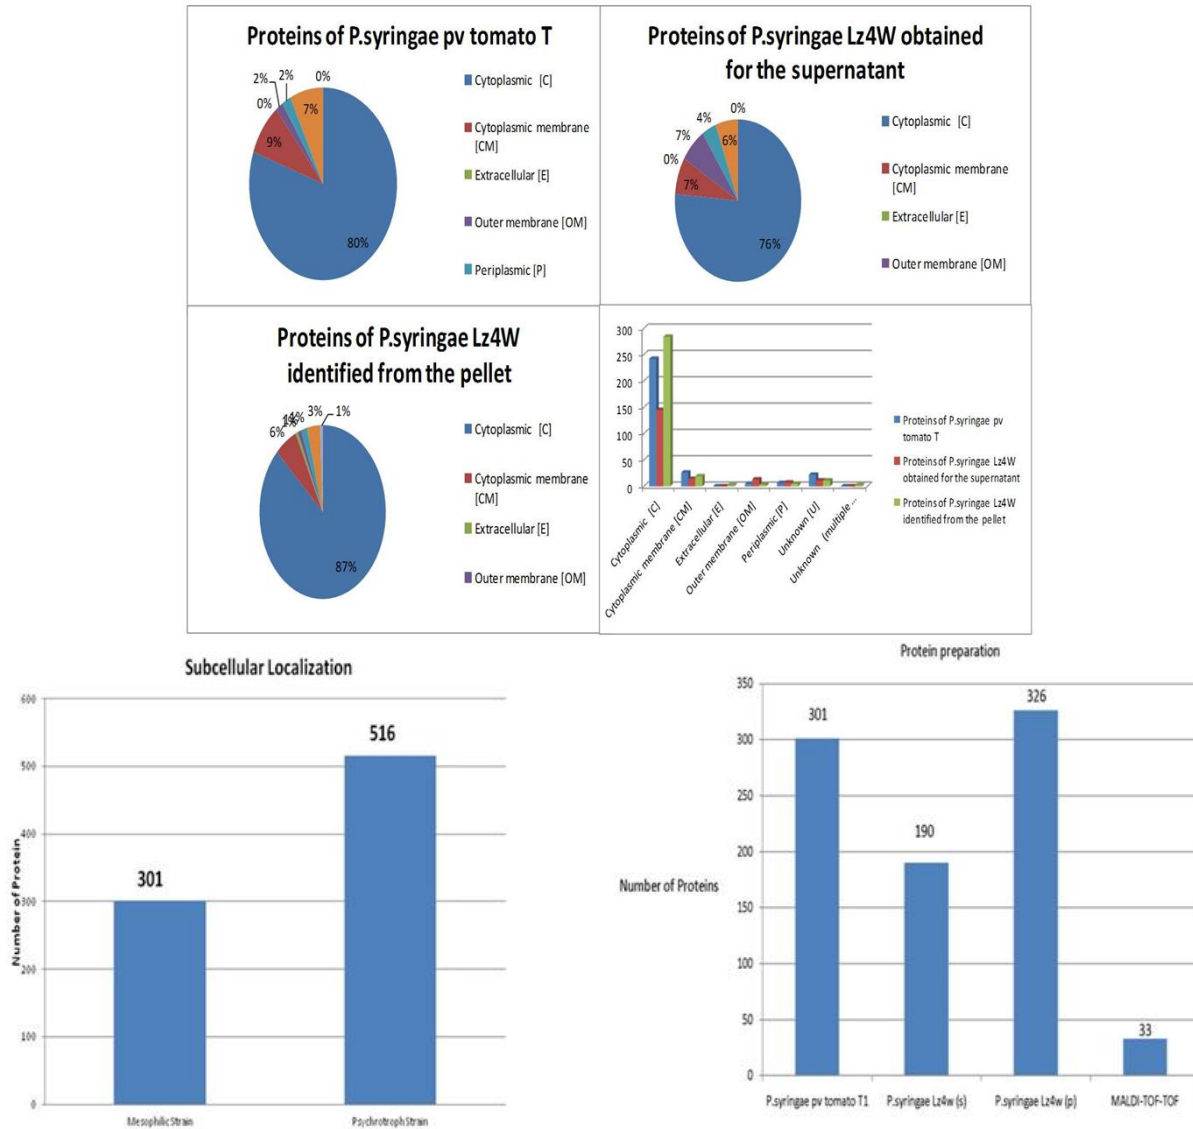 Proteins of P.syringae pv tomato T
2%
2%
0%
0%
7%
9%
80%
Cytoplasmic [C]
Cytoplasmic membrane
[CM]
Extracellular [E]
Outer membrane [OM]
Periplasmic [P]
Proteins of P.syringae Lz4W obtained
for the supernatant
0%
4%
7%
6%
0%
7%
76%
Cytoplasmic [C]
Cytoplasmic membrane
[CM]
Extracellular [E]
Outer membrane [OM]
Proteins of P.syringae Lz4W
identified from the pellet
3%
1%
6%
87%
Cytoplasmic [C]
Cytoplasmic membrane
[CM]
Extracellular [E]
Outer membrane [OM]
300
250
200
150
100
50
0
Cytoplasmic [C]
Cytoplasmic membrane [CM]
Extracellular [E]
Outer membrane [OM]
Periplasmic [P]
Unknown [U]
Unknown (multiple ...
Proteins of P.syringae pv
tomato T
Proteins of P.syringae Lz4W
obtained for the supernatant
Proteins of P.syringae Lz4W
identified from the pellet
Subcellular Localization
Number of Protein
600
500
400
300
200
100
0
301
516
Mesophilic Strain
Psychrotroph Strain
Protein preparation
Number of Proteins
350
300
250
200
150
100
50
0
301
190
326
33
P.syringae pv tomato T1
P.syringae Lz4w (s)
P.syringae Lz4w (p)
MALDI-TOF-TOF